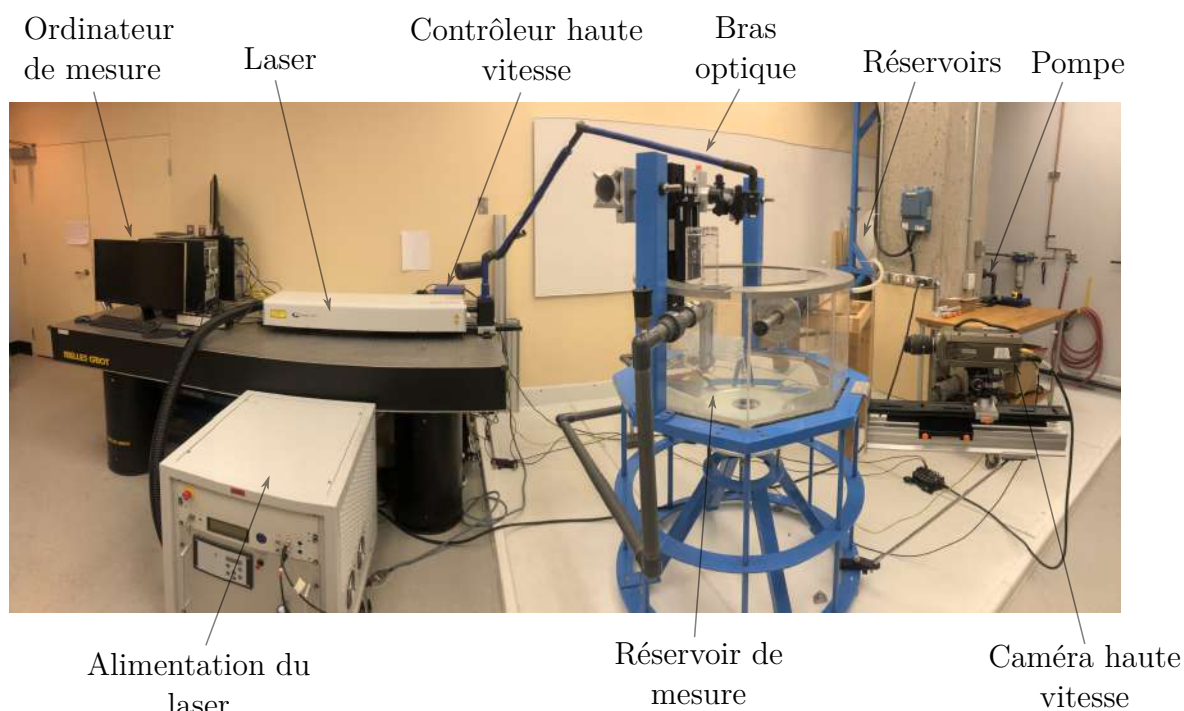 Ordinateur
de mesure
Laser
Contrôleur haute
vitesse
Bras
optique
Réservoirs
Pompe
MELLES GRIOT
Alimentation du
laser
Réservoir de
mesure
Caméra haute
vitesse